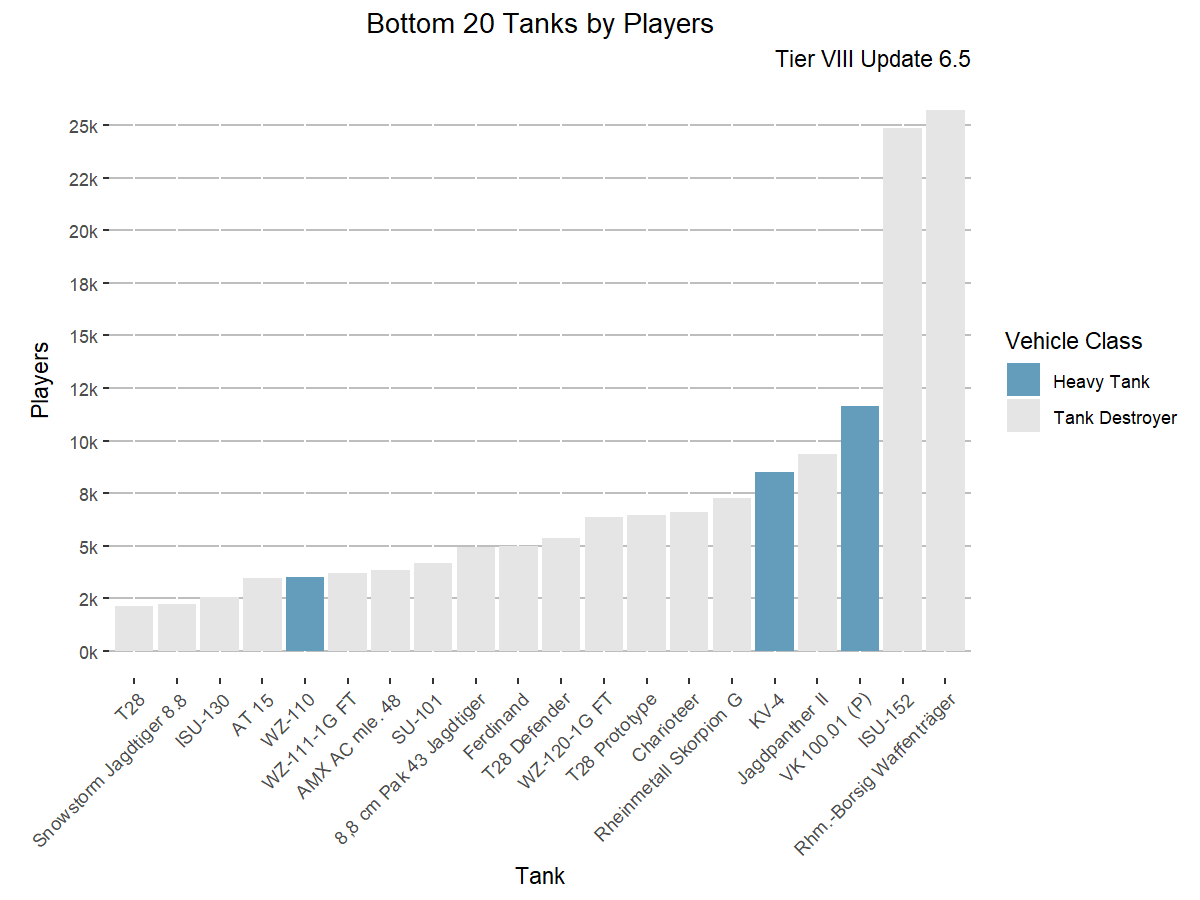 Bottom 20 Tanks by Players
Tier VIII Update 6.5
25k
22k
20k
18k
15k
12k
10k
8k
5k
2k
0k
Players
T28
Snowstorm Jagdtiger 8.8
ISU-130
AT 15
WZ-110
WZ-111-1G FT
AMX AC mle. 48
SU-101
8,8 cm Pak 43 Jagdtiger
Ferdinand
T28 Defender
WZ-120-1G FT
T28 Prototype
Charioteer
Rheinmetall Skorpion G
KV-4
Jagdpanther II
VK 100.01 (P)
ISU-152
Rhm.-Borsig Waffenträger
Tank
Vehicle Class
Heavy Tank
Tank Destroyer